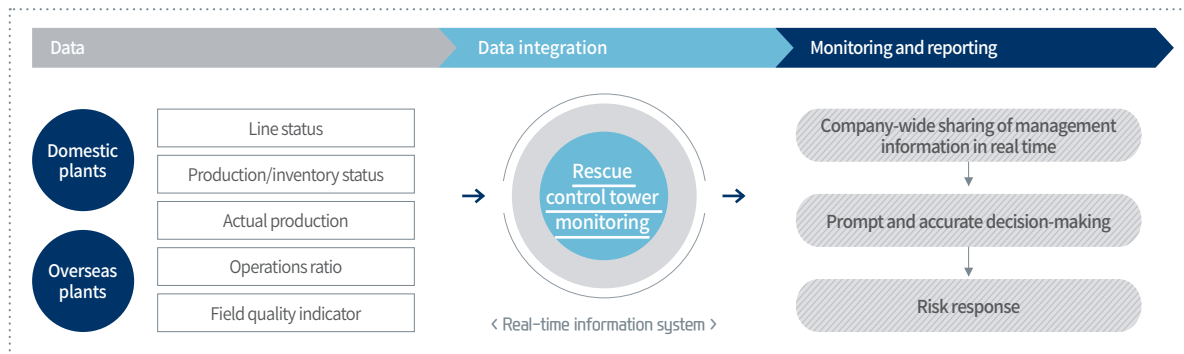 Data
Data integration
Monitoring and reporting
Domestic
plants
Overseas
plants
Line status
Production/inventory status
Actual production
Operations ratio
Field quality indicator
Rescue
control tower
monitoring
< Real-time information system >
Company-wide sharing of management
information in real time
Prompt and accurate decision-making
Risk response